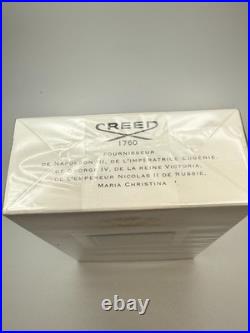 CREED
1760
FOURNISSEUR
DE NAPOLEON III, DE L'IMPERATRICE EUGENIE,
DE GEORGE IV, DE LA REINE VICTORIA,
DE L'EMPEREUR NICOLAS II DE RUSSIE,
MARIA CHRISTINA